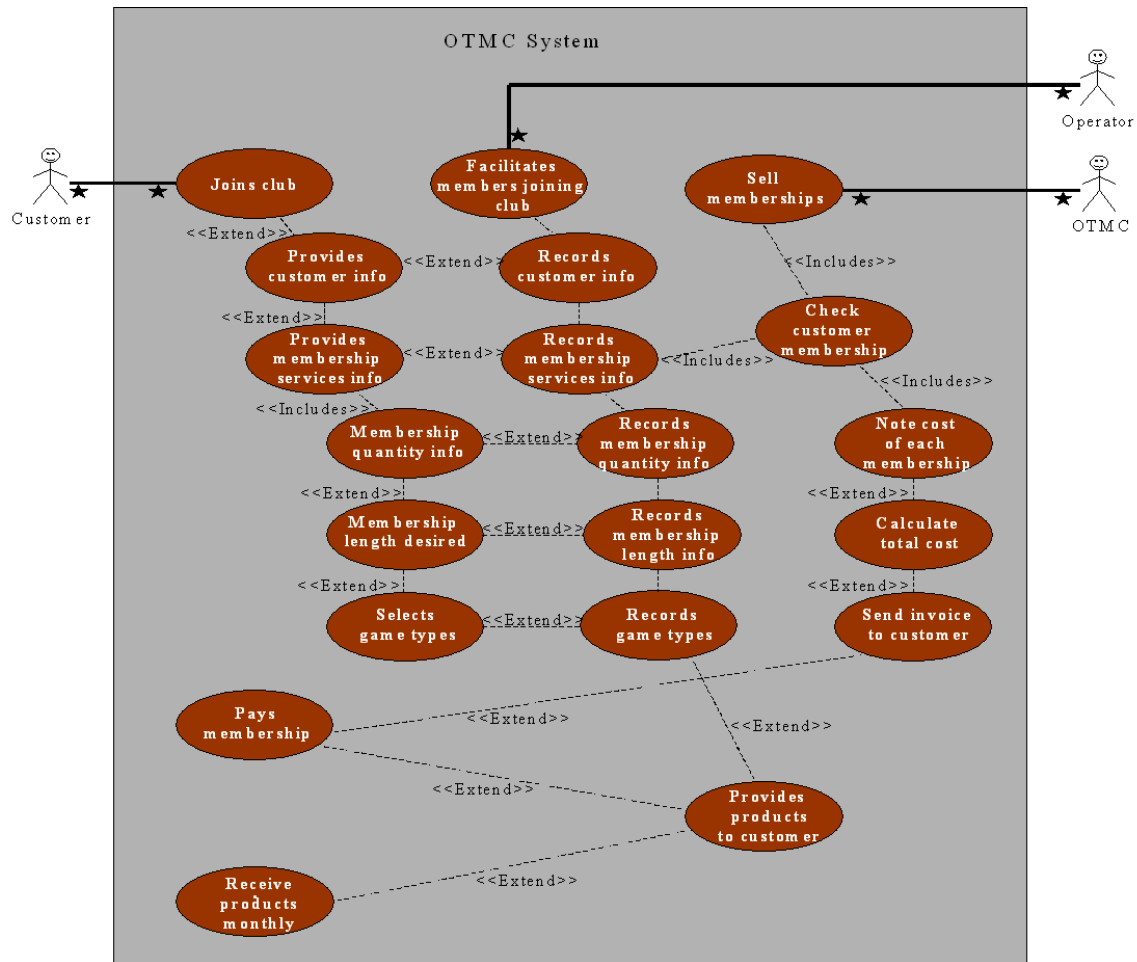 OTMC System
Operator
Customer
OTMC
Joins club
Facilitates
members joining
club
Sell
memberships
<<Extend>>
Provides
customer info
<<Extend>>
Records
customer info
<<Includes>>
<<Extend>>
Provides
membership
services info
<<Extend>>
Records
membership
services info
<<Includes>>
Check
customer
membership
<<Includes>>
<<Includes>>
Membership
quantity info
<<Extend>>
Records
membership
quantity info
Note cost
of each
membership
<<Extend>>
<<Extend>>
Membership
length desired
<<Extend>>
Records
membership
length info
Calculate
total cost
<<Extend>>
<<Extend>>
Selects
game types
<<Extend>>
Records
game types
Send invoice
to customer
Pays
membership
<<Extend>>
<<Extend>>
<<Extend>>
Provides
products
to customer
<<Extend>>
Receive
products
monthly